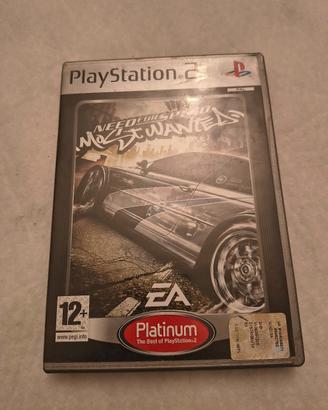 PlayStation 2
NEED FOR SPEED
MOST WANTED
EA
12+
www.pegi.info
Platinum
The Best of PlayStation 2